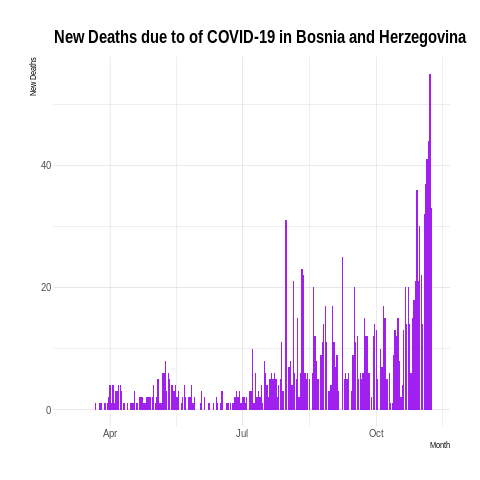 New Deaths due to of COVID-19 in Bosnia and Herzegovina
New Deaths
40
20
0
Apr
Jul
Oct
Month